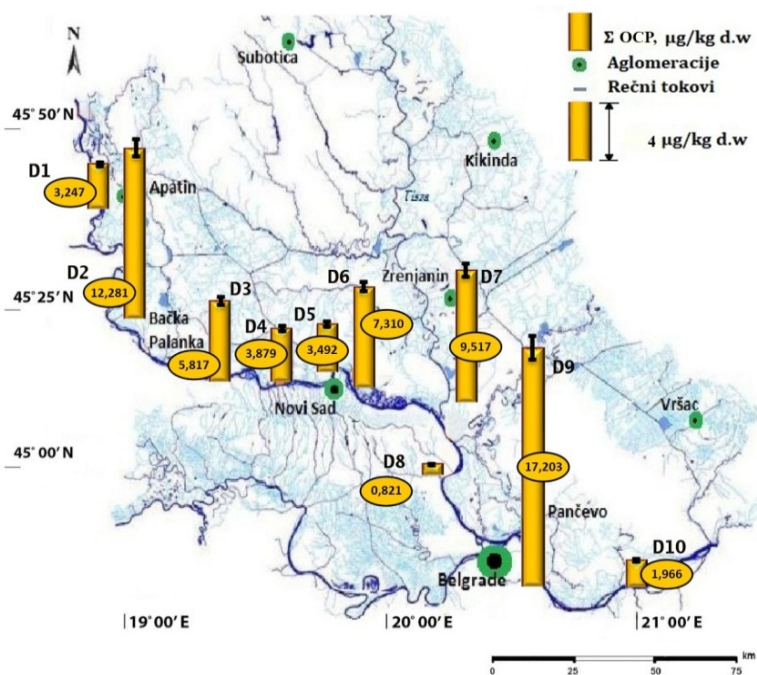 N
Σ OCP, µg/kg d.w
Aglomeracije
Rečni tokovi
4 µg/kg d.w
Subotica
45°50'N
Kikinda
D1
3,247
Apatin
Tisza
D2
12,281
Zrenjanin
D7
D6
D3
45°25'N
Bačka
Palanka
D4
D5
7,310
3,879
3,492
9,517
5,817
D9
Novi Sad
Vršac
45°00'N
D8
0,821
17,203
Pančevo
Belgrade
D10
1,966
19°00'E
20°00'E
21°00'E
km
0 25 50 75